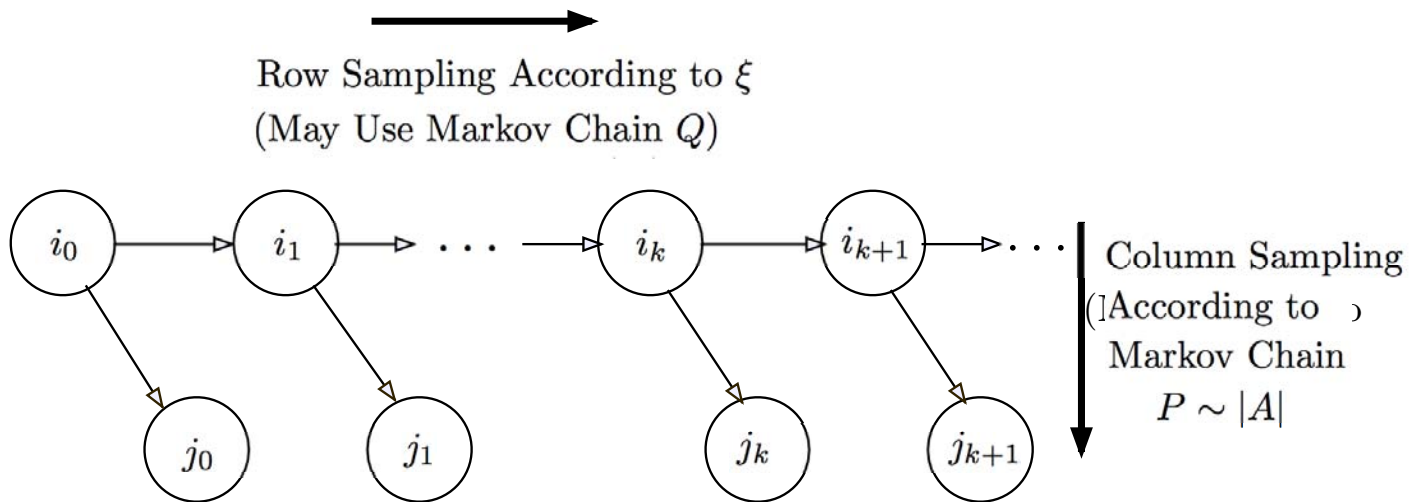 Row Sampling According to ξ
(May Use Markov Chain Q)
i₀ i₁ · · · iₖ iₖ₊₁ · · ·
j₀ j₁ jₖ jₖ₊₁
Column Sampling
According to
Markov Chain
P ∼ |A|